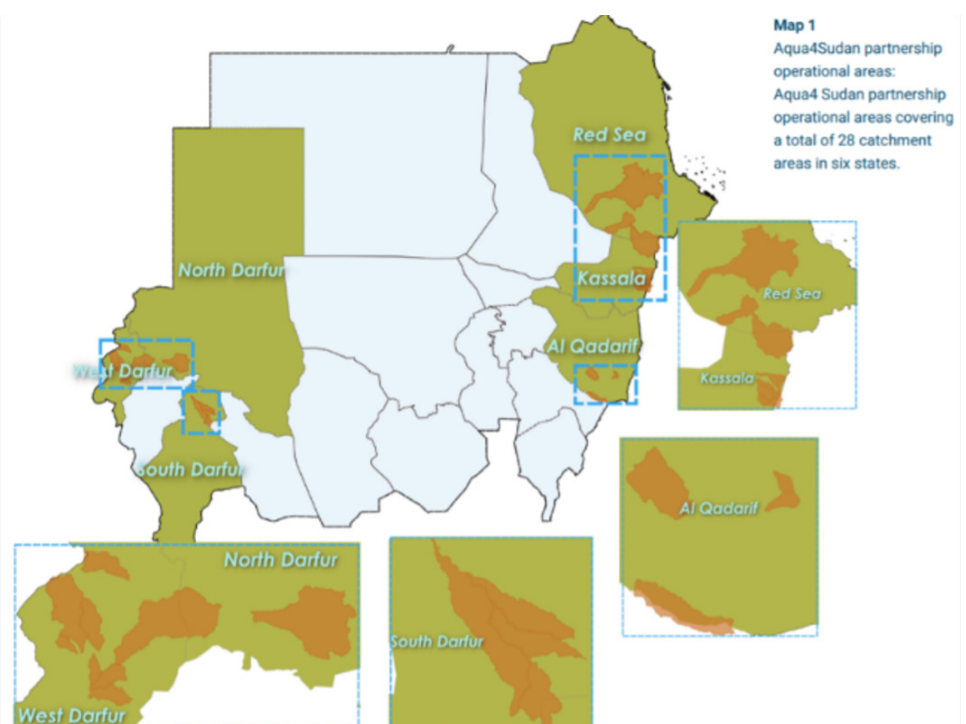 Map 1
Aqua4Sudan partnership
operational areas:
Aqua4 Sudan partnership
operational areas covering
a total of 28 catchment
areas in six states.
Red Sea
North Darfur
Kassala
Red Sea
Al Qadarif
West Darfur
Kassala
South Darfur
Al Qadarif
North Darfur
South Darfur
West Darfur